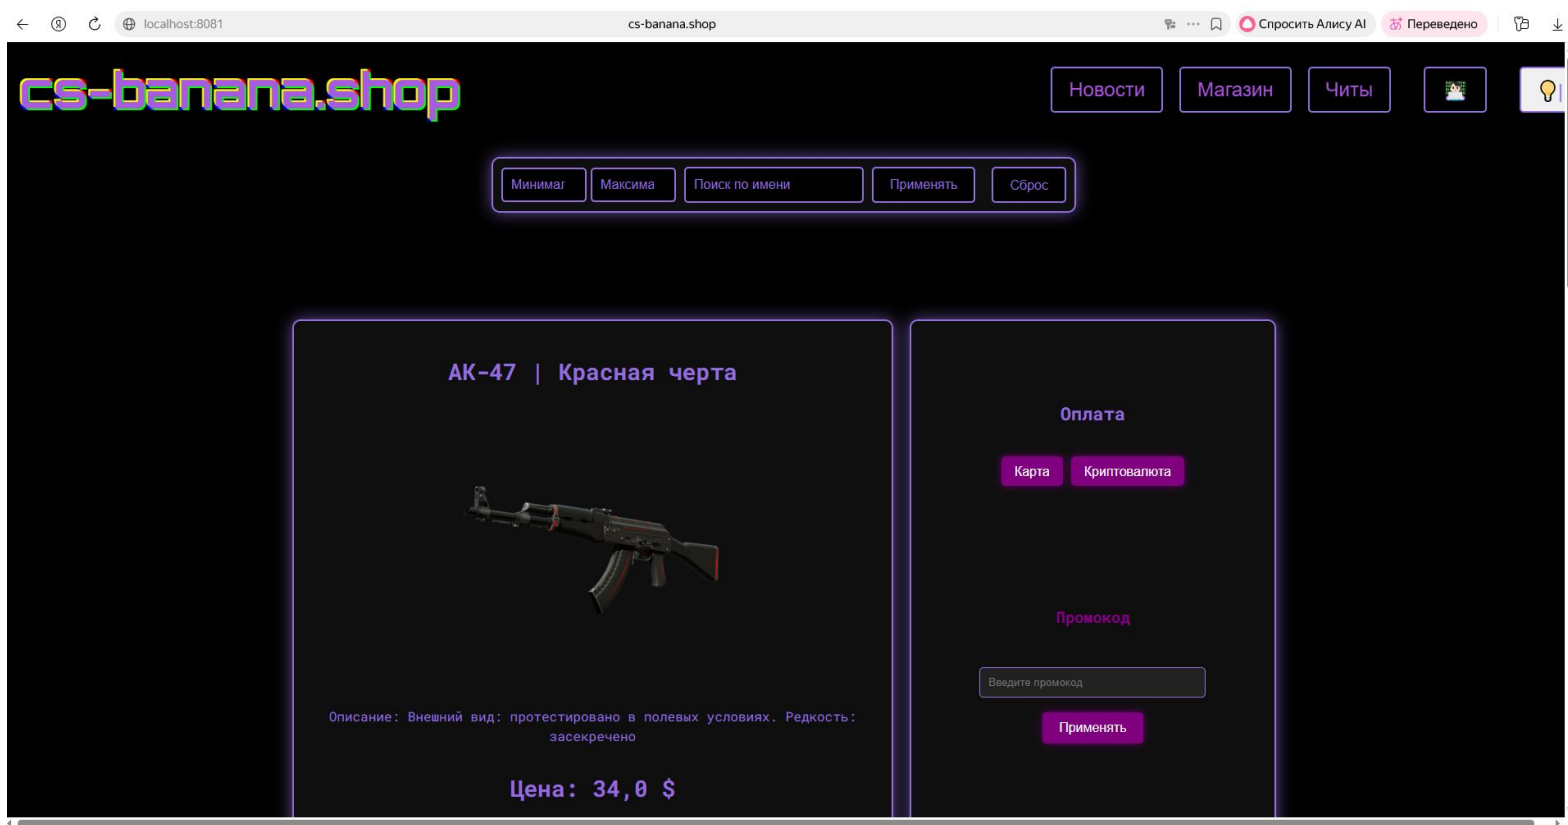 localhost:8081
cs-banana.shop
Спросить Алису AI
Переведено
cs-banana.shop
Новости
Магазин
Читы
Минимаг
Максима
Поиск по имени
Применять
Сброс
АК-47 | Красная черта
Описание: Внешний вид: протестировано в полевых условиях. Редкость:
засекречено
Цена: 34,0 $
Оплата
Карта
Криптовалюта
Промокод
Введите промокод
Применять